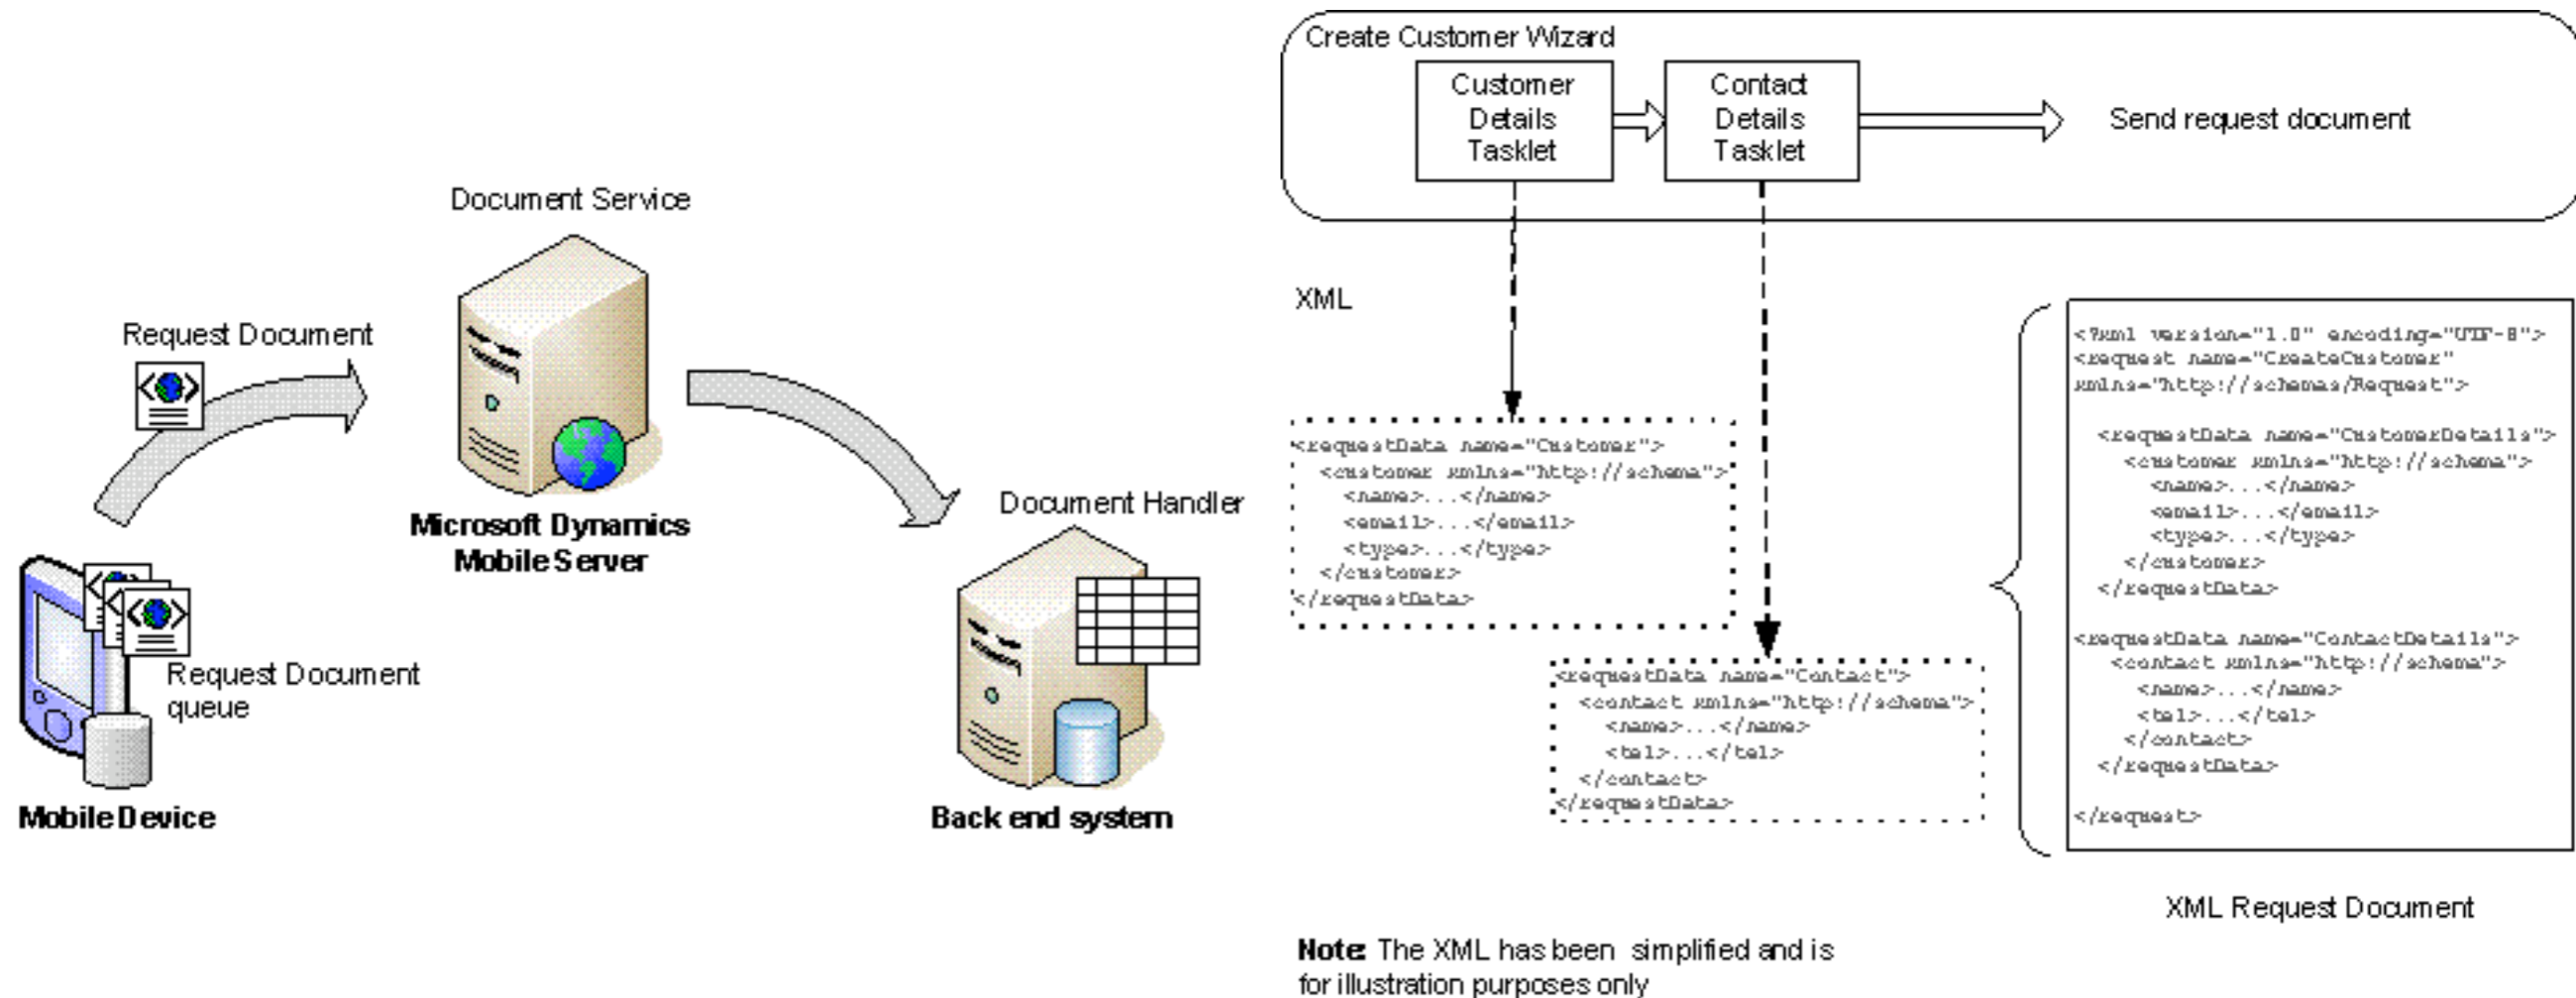 Document Service
Request Document
Microsoft Dynamics
Mobile Server
Document Handler
Request Document
queue
Mobile Device
Back end system
Create Customer Wizard
Customer
Details
Tasklet
Contact
Details
Tasklet
Send request document
XML
<requestData name="Customer">
<customer xmlns="http://schema">
<name>...</name>
<email>...</email>
<type>...</type>
</customer>
</requestData>
<requestData name="Contact">
<contact xmlns="http://schema">
<name>...</name>
<tel>...</tel>
</contact>
</requestData>
<?xml version="1.0" encoding="UTF-8">
<request name="CreateCustomer"
xmlns="http://schemas/Request">
<requestData name="CustomerDetails">
<customer xmlns="http://schema">
<name>...</name>
<email>...</email>
<type>...</type>
</customer>
</requestData>
<requestData name="ContactDetails">
<contact xmlns="http://schema">
<name>...</name>
<tel>...</tel>
</contact>
</requestData>
</request>
XML Request Document
Note: The XML has been simplified and is
for illustration purposes only